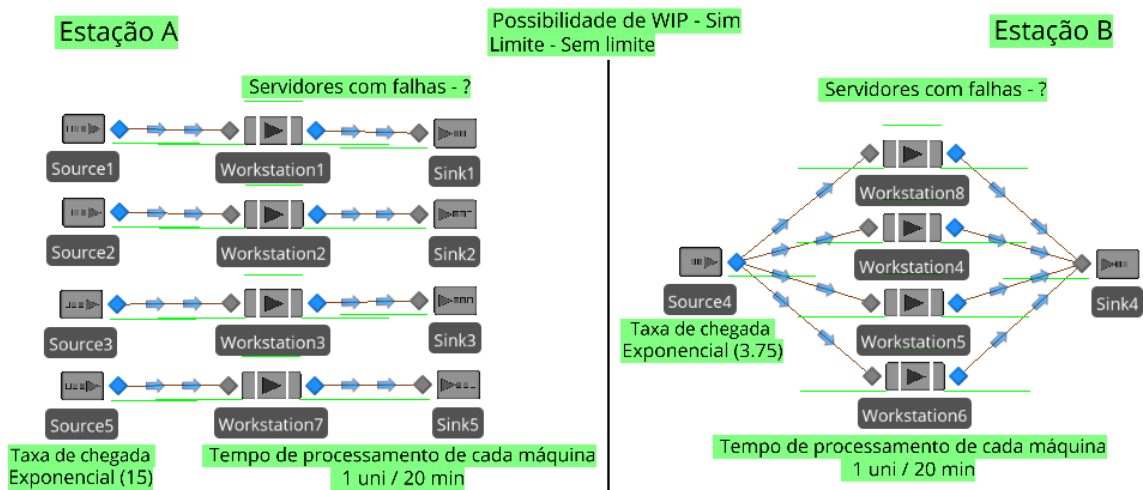 Estação A
Possibilidade de WIP - Sim
Limite - Sem limite
Estação B
Servidores com falhas - ?
Source1
Workstation1
Sink1
Source2
Workstation2
Sink2
Source3
Workstation3
Sink3
Source5
Workstation7
Sink5
Taxa de chegada
Exponencial (15)
Tempo de processamento de cada máquina
1 uni / 20 min
Servidores com falhas - ?
Workstation8
Workstation4
Source4
Sink4
Taxa de chegada
Exponencial (3.75)
Workstation5
Workstation6
Tempo de processamento de cada máquina
1 uni / 20 min